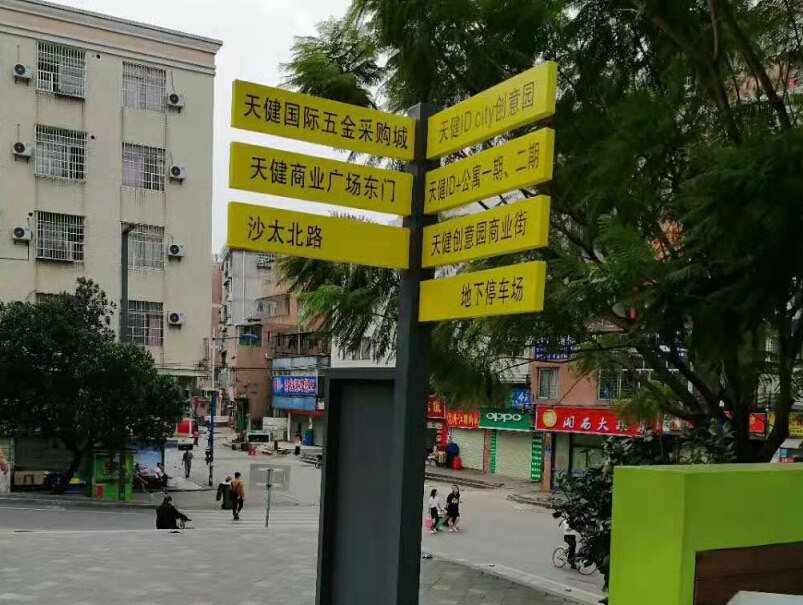 天健国际五金采购城
天健商业广场东门
沙太北路
天健ID city创意园
天健ID+公寓一期、二期
天健创意园商业街
地下停车场
oppo